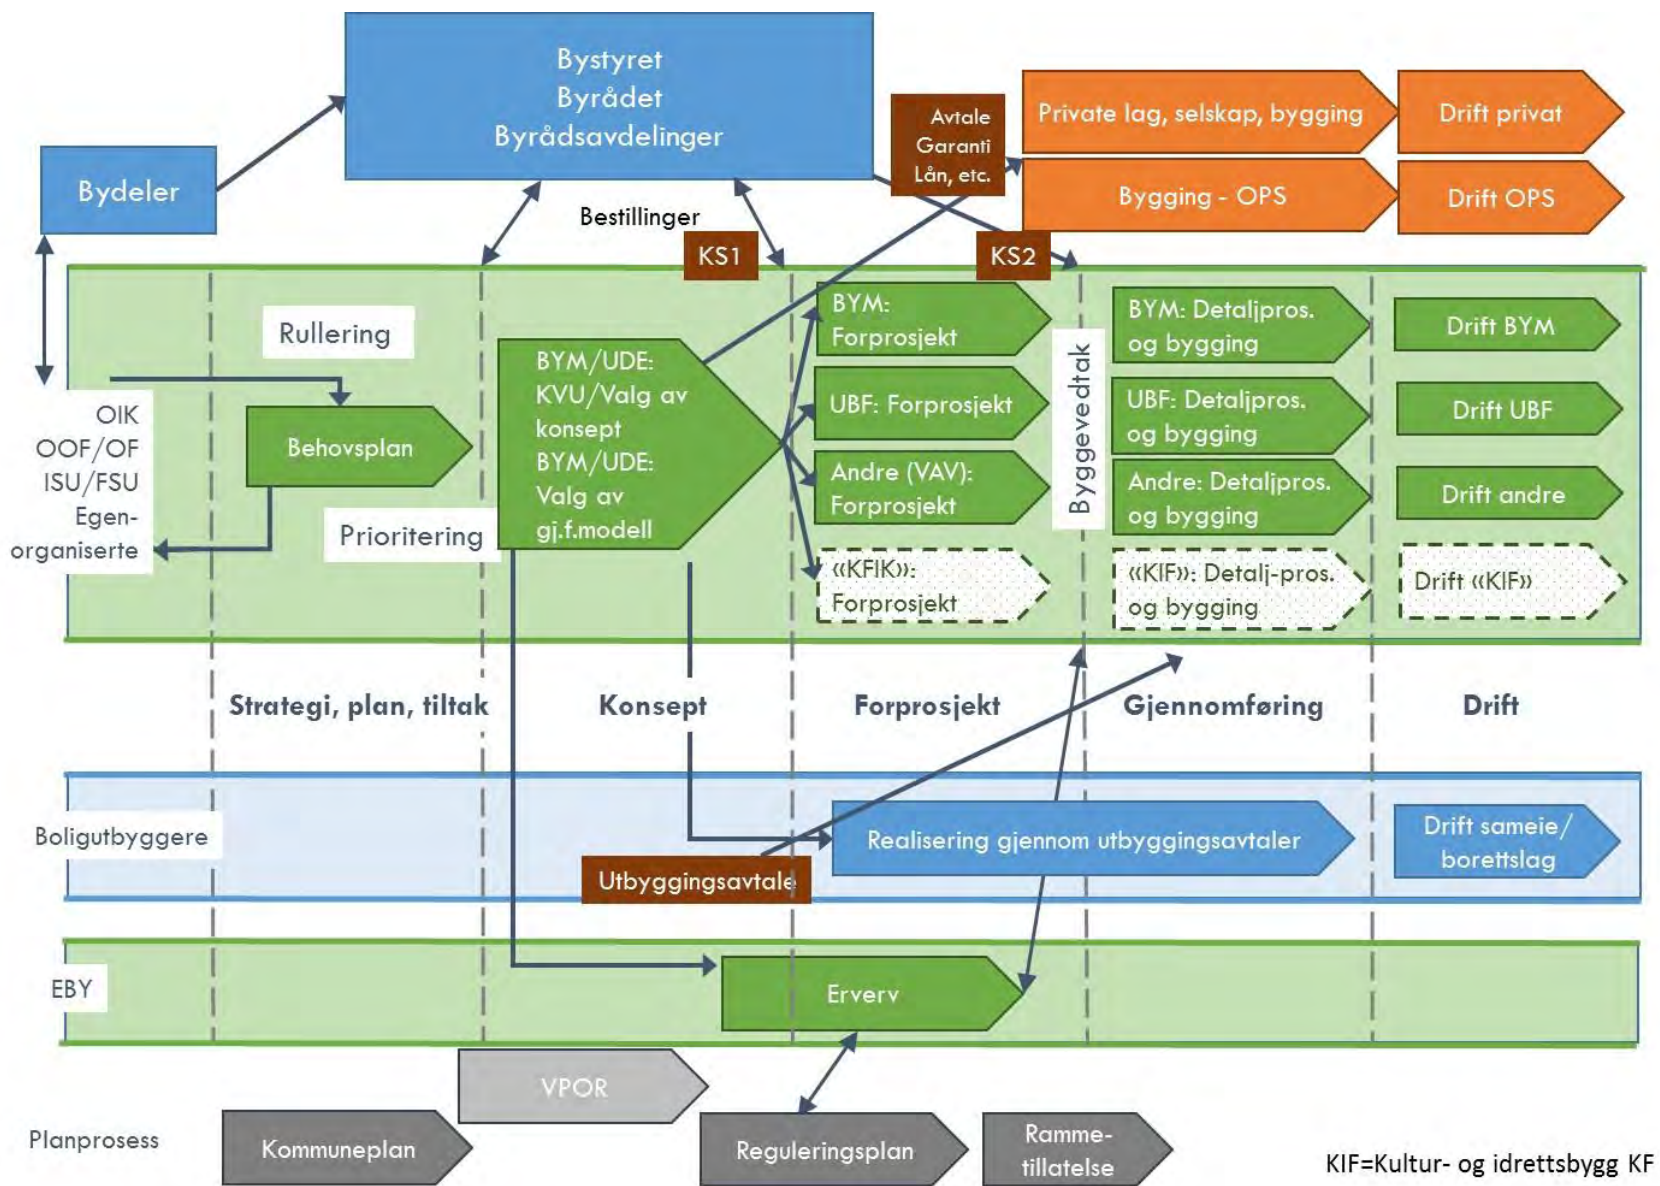 Bystyret
Byrådet
Byrådsavdelinger
Bydeler
Avtale
Garanti
Lån, etc.
Private lag, selskap, bygging
Drift privat
Bygging - OPS
Drift OPS
Bestillinger
KS1
KS2
Rullering
OIK
OOF/OF
ISU/FSU
Egen-
organiserte
Behovsplan
Prioritering
BYM/UDE:
KVU/Valg av
konsept
BYM/UDE:
Valg av
gj.f.modell
BYM:
Forprosjekt
UBF: Forprosjekt
Andre (VAV):
Forprosjekt
«KFIK»:
Forprosjekt
Byggevedtak
BYM: Detaljpros.
og bygging
UBF: Detaljpros.
og bygging
Andre: Detaljpros.
og bygging
«KIF»: Detalj-pros.
og bygging
Drift BYM
Drift UBF
Drift andre
Drift «KIF»
Strategi, plan, tiltak
Konsept
Forprosjekt
Gjennomføring
Drift
Boligutbyggere
Realisering gjennom utbyggingsavtaler
Drift sameie/
borettslag
Utbyggingsavtale
EBY
Erverv
VPOR
Planprosess
Kommuneplan
Reguleringsplan
Ramme-
tillatelse
KIF=Kultur- og idrettsbygg KF